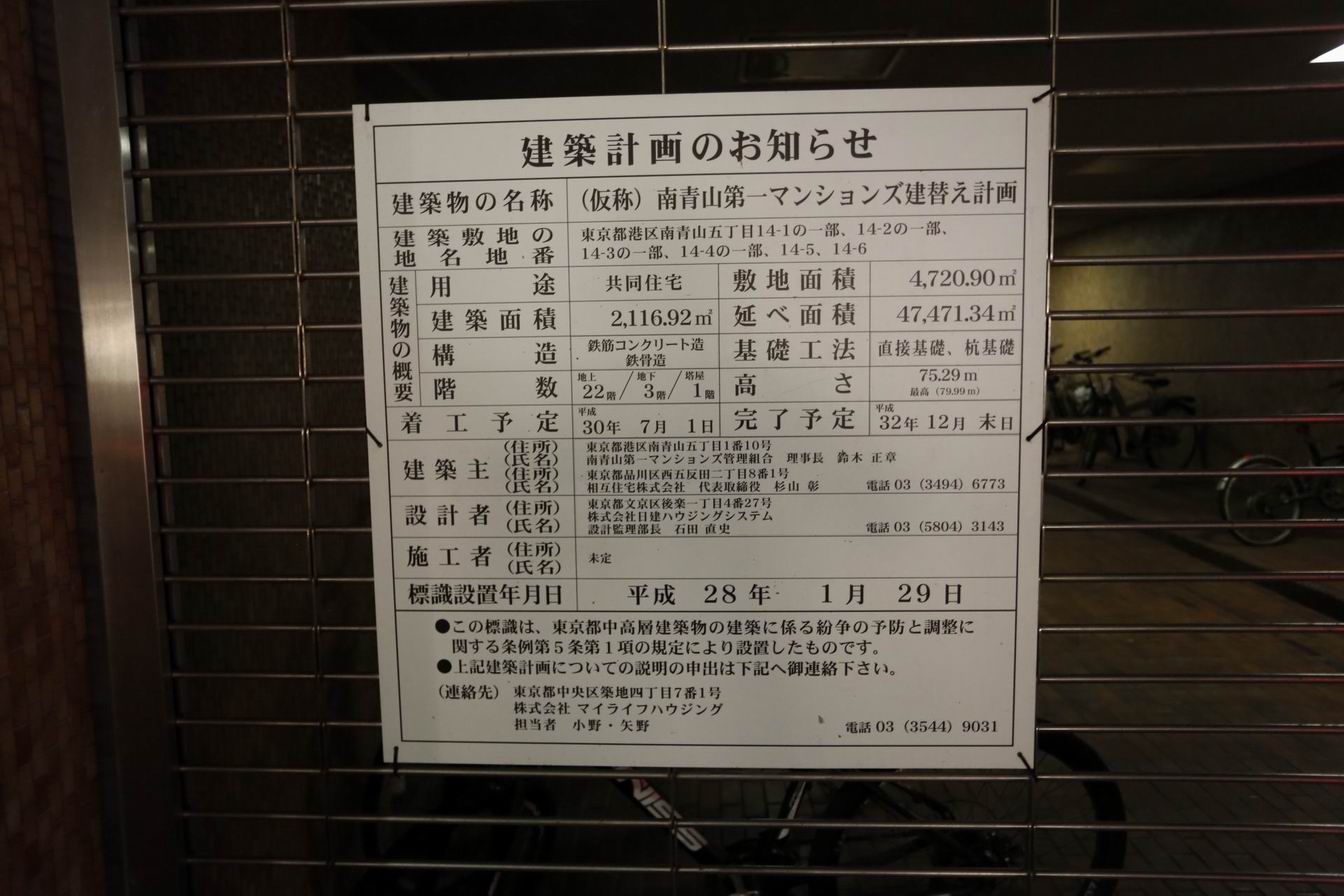 建築計画のお知らせ
建築物の名称 (仮称) 南青山第一マンションズ建替え計画
建築敷地の地名地番 東京都港区南青山五丁目14-1の一部、14-2の一部、
14-3の一部、14-4の一部、14-5、14-6
建築物の概要
用途 共同住宅 敷地面積 4,720.90㎡
建築面積 2,116.92㎡ 延べ面積 47,471.34㎡
構造 鉄筋コンクリート造 鉄骨造 基礎工法 直接基礎、杭基礎
階数 地上22階/地下3階/塔屋1階 高さ 75.29m 最高(79.99m)
着工予定 平成30年 7月 1日 完了予定 平成32年 12月 末日
建築主 (住所) 東京都港区南青山五丁目1番10号
(氏名) 南青山第一マンションズ管理組合 理事長 鈴木 正章
(住所) 東京都品川区西五反田二丁目8番1号
(氏名) 相互住宅株式会社 代表取締役 杉山 彰 電話 03 (3494) 6773
設計者 (住所) 東京都文京区後楽一丁目4番27号
(氏名) 株式会社日建ハウジングシステム
設計監理部長 石田 直史 電話 03 (5804) 3143
施工者 (住所) (氏名) 未定
標識設置年月日 平成 28年 1月 29日
●この標識は、東京都中高層建築物の建築に係る紛争の予防と調整に
関する条例第5条第1項の規定により設置したものです。
●上記建築計画についての説明の申出は下記へ御連絡下さい。
(連絡先) 東京都中央区築地四丁目7番1号
株式会社 マイライフハウジング
担当者 小野・矢野 電話 03 (3544) 9031